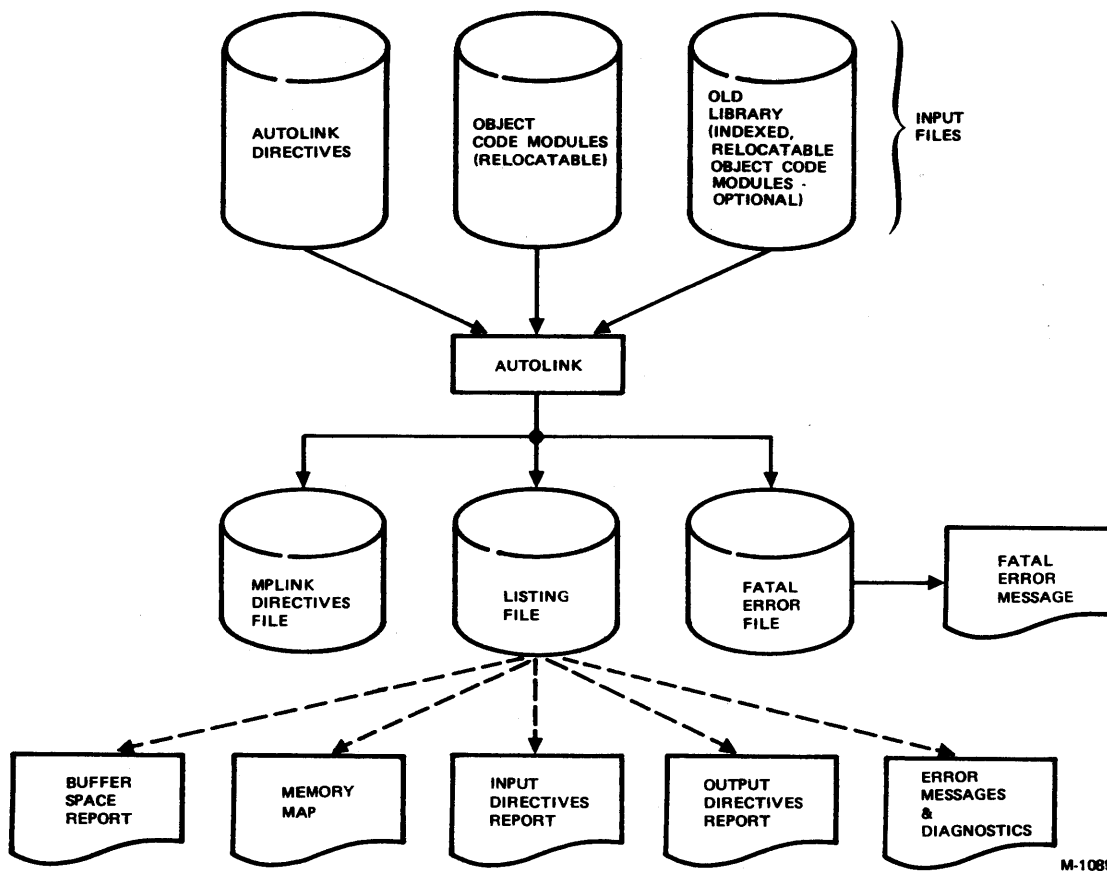 AUTOLINK
DIRECTIVES
OBJECT
CODE MODULES
(RELOCATABLE)
OLD
LIBRARY
(INDEXED,
RELOCATABLE
OBJECT CODE
MODULES -
OPTIONAL)
INPUT
FILES
AUTOLINK
MPLINK
DIRECTIVES
FILE
LISTING
FILE
FATAL
ERROR
FILE
FATAL
ERROR
MESSAGE
BUFFER
SPACE
REPORT
MEMORY
MAP
INPUT
DIRECTIVES
REPORT
OUTPUT
DIRECTIVES
REPORT
ERROR
MESSAGES
&
DIAGNOSTICS